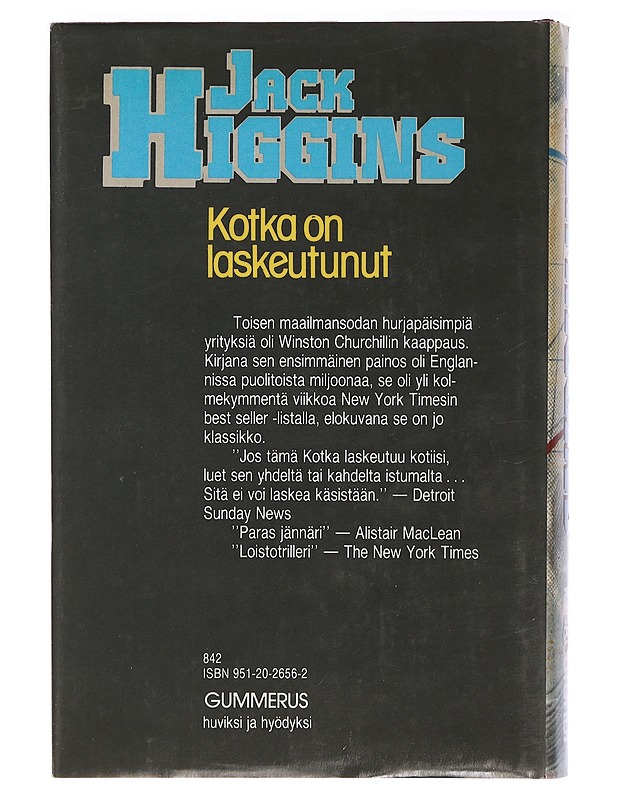 JACK
HIGGINS
Kotka on
laskeutunut
Toisen maailmansodan hurjapäisimpiä
yrityksiä oli Winston Churchillin kaappaus.
Kirjana sen ensimmäinen painos oli Englan-
nissa puolitoista miljoonaa, se oli yli kol-
mekymmentä viikkoa New York Timesin
best seller -listalla, elokuvana se on jo
klassikko.
"Jos tämä Kotka laskeutuu kotiisi,
luet sen yhdeltä tai kahdelta istumalta . . .
Sitä ei voi laskea käsistään." — Detroit
Sunday News
"Paras jännäri" — Alistair MacLean
"Loistotrilleri" — The New York Times
842
ISBN 951-20-2656-2
GUMMERUS
huviksi ja hyödyksi